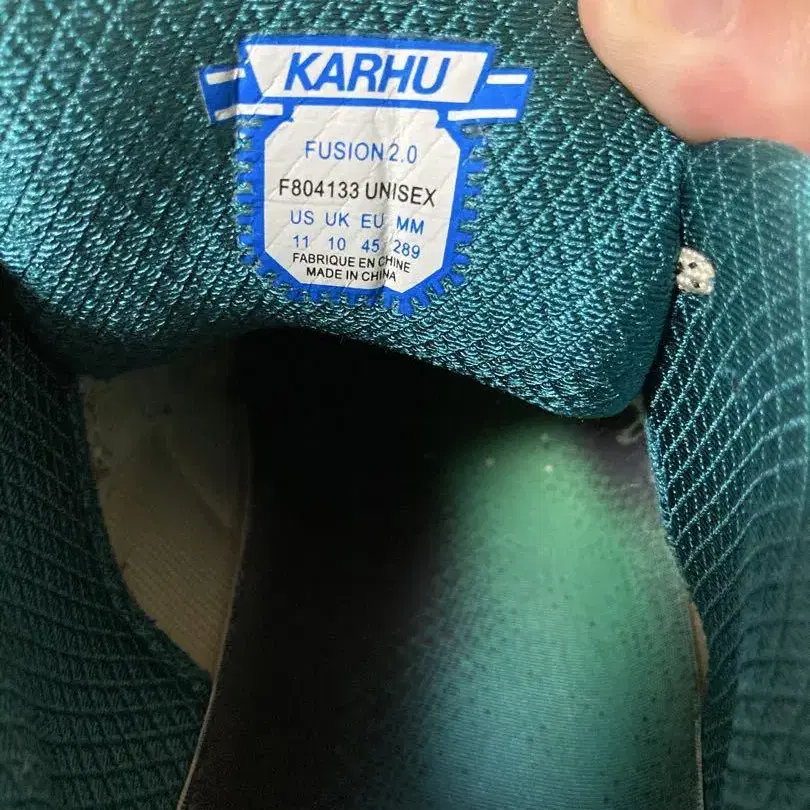 KARHU
FUSION 2.0
F804133 UNISEX
US UK EU MM
11 10 45 289
FABRIQUE EN CHINE
MADE IN CHINA